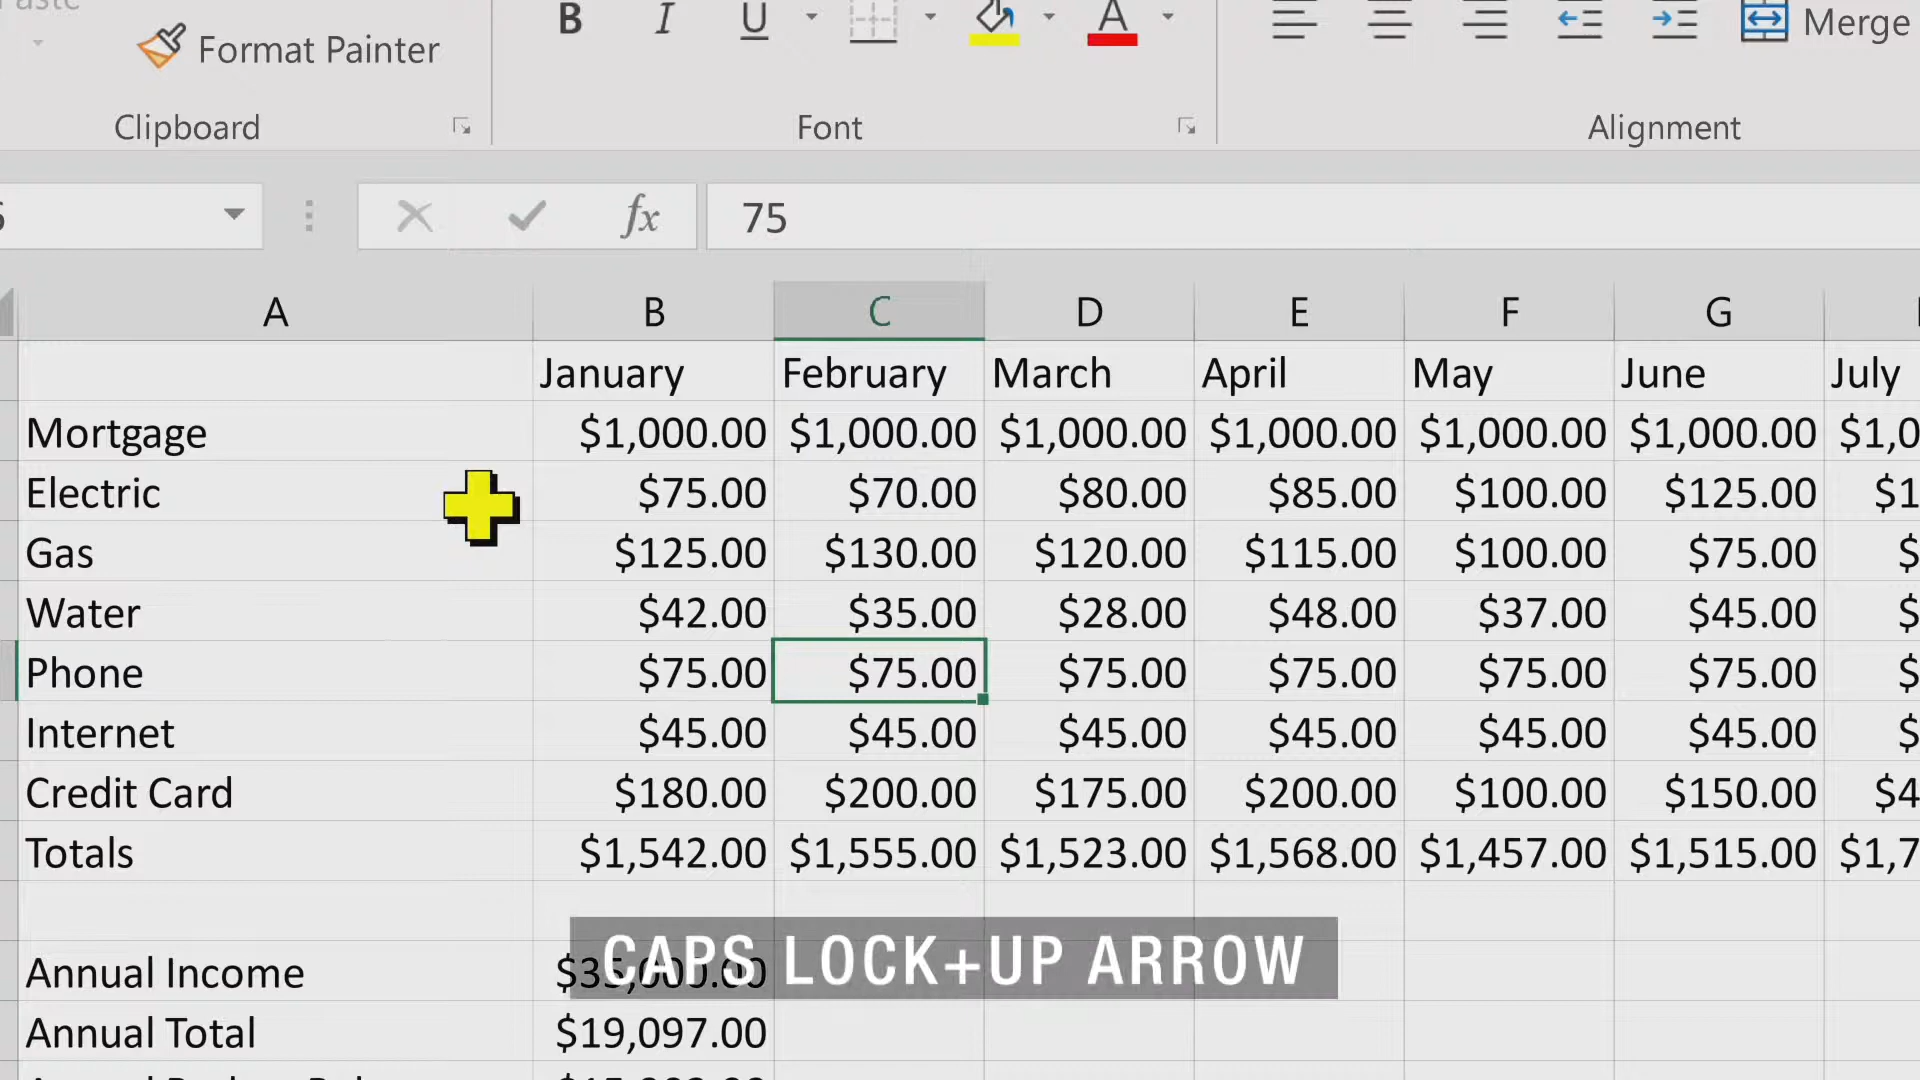 B I U A Merge
Format Painter
Clipboard Font Alignment
fx 75
A B C D E F G
January February March April May June July
Mortgage $1,000.00 $1,000.00 $1,000.00 $1,000.00 $1,000.00 $1,000.00 $1,0
Electric $75.00 $70.00 $80.00 $85.00 $100.00 $125.00 $1
Gas $125.00 $130.00 $120.00 $115.00 $100.00 $75.00 $
Water $42.00 $35.00 $28.00 $48.00 $37.00 $45.00 $
Phone $75.00 $75.00 $75.00 $75.00 $75.00 $75.00 $
Internet $45.00 $45.00 $45.00 $45.00 $45.00 $45.00 $
Credit Card $180.00 $200.00 $175.00 $200.00 $100.00 $150.00 $4
Totals $1,542.00 $1,555.00 $1,523.00 $1,568.00 $1,457.00 $1,515.00 $1,7
CAPS LOCK+UP ARROW
Annual Income $35,000.00
Annual Total $19,097.00